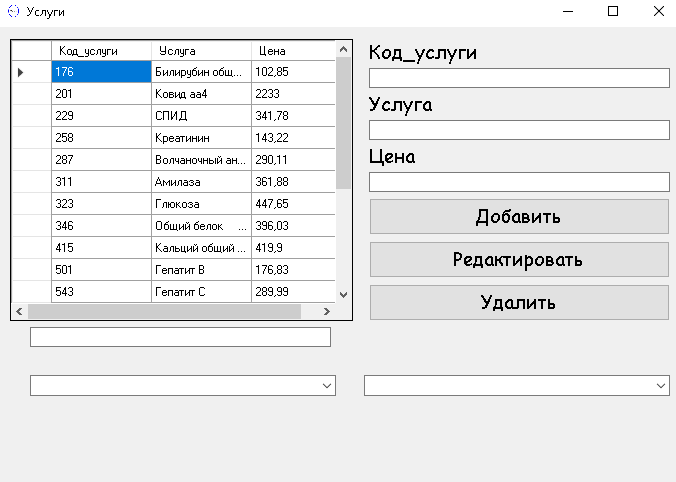 Услуги
Код_услуги Услуга Цена
176 Билирубин общ... 102,85
201 Ковид аа4 2233
229 СПИД 341,78
258 Креатинин 143,22
287 Волчаночный ан... 290,11
311 Амилаза 361,88
323 Глюкоза 447,65
346 Общий белок ... 396,03
415 Кальций общий ... 419,9
501 Гепатит B 176,83
543 Гепатит C 289,99
Код_услуги
Услуга
Цена
Добавить
Редактировать
Удалить